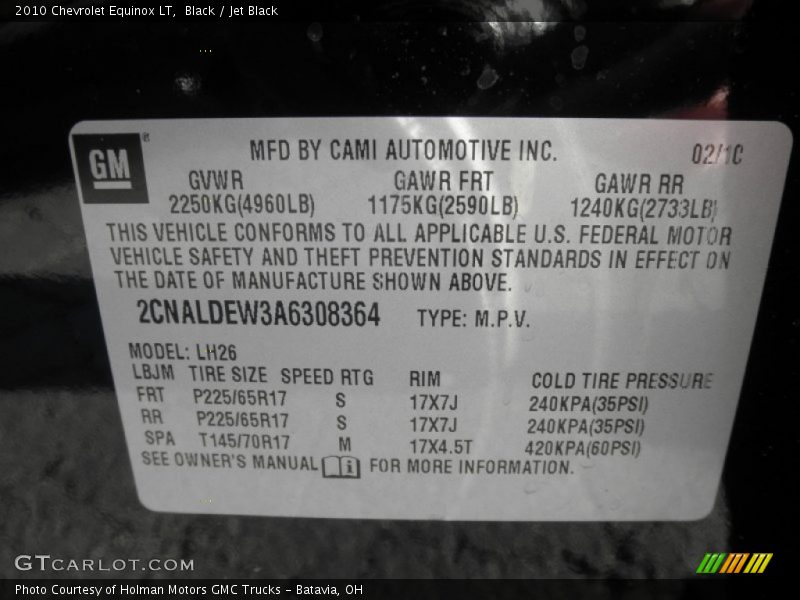 2010 Chevrolet Equinox LT,  Black / Jet Black
GM®
MFD BY CAMI AUTOMOTIVE INC. 02/10
GVWR GAWR FRT GAWR RR
2250KG(4960LB) 1175KG(2590LB) 1240KG(2733LB)
THIS VEHICLE CONFORMS TO ALL APPLICABLE U.S. FEDERAL MOTOR
VEHICLE SAFETY AND THEFT PREVENTION STANDARDS IN EFFECT ON
THE DATE OF MANUFACTURE SHOWN ABOVE.
2CNALDEW3A6308364 TYPE: M.P.V.
MODEL: LH26
LBJM TIRE SIZE SPEED RTG RIM COLD TIRE PRESSURE
FRT P225/65R17 S 17X7J 240KPA(35PSI)
RR P225/65R17 S 17X7J 240KPA(35PSI)
SPA T145/70R17 M 17X4.5T 420KPA(60PSI)
SEE OWNER'S MANUAL FOR MORE INFORMATION.
GTCARLOT.COM
Photo Courtesy of Holman Motors GMC Trucks – Batavia, OH